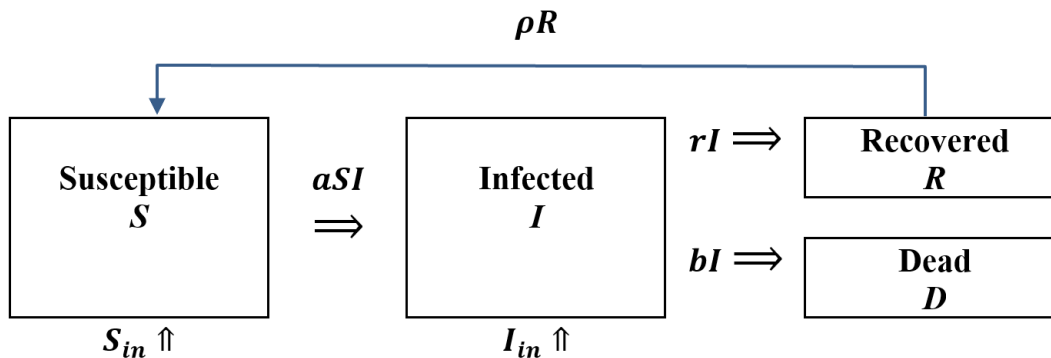 ρR
Susceptible
S
aSI
⇒
Infected
I
rI ⇒
Recovered
R
bI ⇒
Dead
D
S_in ⇑
I_in ⇑